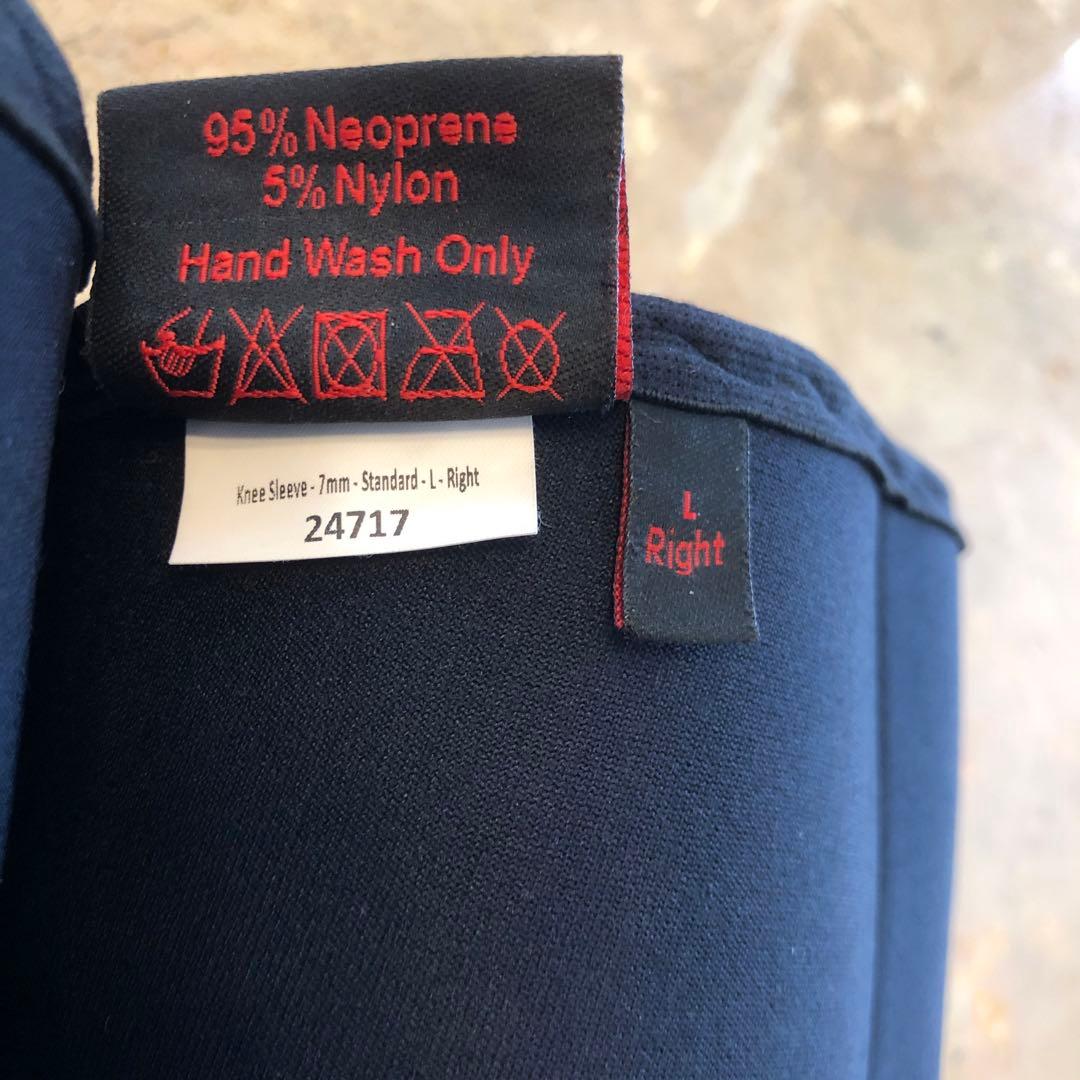 95% Neoprene
5% Nylon
Hand Wash Only
Knee Sleeve - 7mm - Standard - L - Right
24717
L
Right